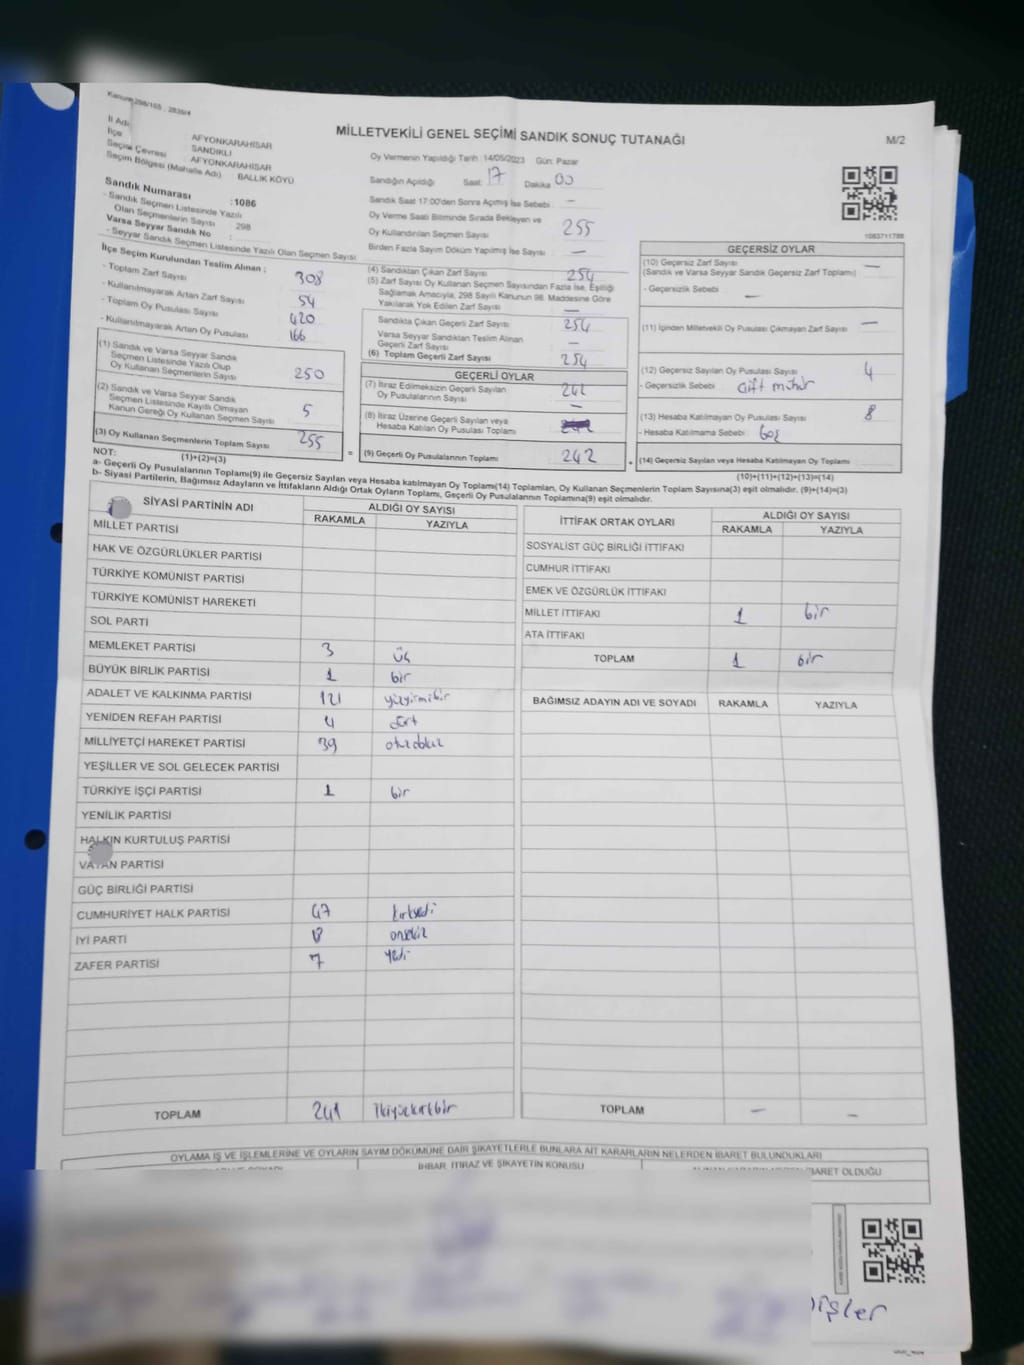 Kanun 298/105 , 2839/4
MİLLETVEKİLİ GENEL SEÇİMİ SANDIK SONUÇ TUTANAĞI
M/2
İl Adı
AFYONKARAHİSAR
İlçe
SANDIKLI
Seçim Çevresi
AFYONKARAHİSAR
Seçim Bölgesi (Mahalle Adı) BALLIK KÖYÜ
Sandık Numarası :1086
- Sandık Seçmen Listesinde Yazılı
Olan Seçmenlerin Sayısı 298
Varsa Seyyar Sandık No :
- Seyyar Sandık Seçmen Listesinde Yazılı Olan Seçmen Sayısı
Oy Vermenin Yapıldığı Tarih :14/05/2023 Gün: Pazar
Sandığın Açıldığı Saat: 17 Dakika 00
Sandık Saat 17:00'den Sonra Açılmış İse Sebebi : —
Oy Verme Saati Bitiminde Sırada Bekleyen ve
Oy Kullandırılan Seçmen Sayısı 255
Birden Fazla Sayım Döküm Yapılmış İse Sayısı —
1083711788
İlçe Seçim Kurulundan Teslim Alınan :
- Toplam Zarf Sayısı 308
- Kullanılmayarak Artan Zarf Sayısı 54
- Toplam Oy Pusulası Sayısı 420
- Kullanılmayarak Artan Oy Pusulası 166
(1) Sandık ve Varsa Seyyar Sandık
Seçmen Listesinde Yazılı Olup
Oy Kullanan Seçmenlerin Sayısı 250
(2) Sandık ve Varsa Seyyar Sandık
Seçmen Listesinde Kayıtlı Olmayan
Kanun Gereği Oy Kullanan Seçmen Sayısı 5
(3) Oy Kullanan Seçmenlerin Toplam Sayısı 255
(1)+(2)=(3)
(4) Sandıktan Çıkan Zarf Sayısı 254
(5) Zarf Sayısı Oy Kullanan Seçmen Sayısından Fazla İse, Eşitliği
Sağlamak Amacıyla, 298 Sayılı Kanunun 98. Maddesine Göre
Yakılarak Yok Edilen Zarf Sayısı —
Sandıkta Çıkan Geçerli Zarf Sayısı 254
Varsa Seyyar Sandıktan Teslim Alınan
Geçerli Zarf Sayısı —
(6) Toplam Geçerli Zarf Sayısı 254
GEÇERLİ OYLAR
(7) İtiraz Edilmeksizin Geçerli Sayılan
Oy Pusulalarının Sayısı 242
(8) İtiraz Üzerine Geçerli Sayılan veya
Hesaba Katılan Oy Pusulası Toplamı —
= (9) Geçerli Oy Pusulalarının Toplamı 242
GEÇERSİZ OYLAR
(10) Geçersiz Zarf Sayısı —
(Sandık ve Varsa Seyyar Sandık Geçersiz Zarf Toplamı)
- Geçersizlik Sebebi —
(11) İçinden Milletvekili Oy Pusulası Çıkmayan Zarf Sayısı —
(12) Geçersiz Sayılan Oy Pusulası Sayısı 4
- Geçersizlik Sebebi Çift mühür
(13) Hesaba Katılmayan Oy Pusulası Sayısı 8
- Hesaba Katılmama Sebebi boş
+ (14) Geçersiz Sayılan veya Hesaba Katılmayan Oy Toplamı
(10)+(11)+(12)+(13)=(14)
NOT:
a- Geçerli Oy Pusulalarının Toplamı(9) ile Geçersiz Sayılan veya Hesaba katılmayan Oy Toplamı(14) Toplamları, Oy Kullanan Seçmenlerin Toplam Sayısına(3) eşit olmalıdır. (9)+(14)=(3)
b- Siyasi Partilerin, Bağımsız Adayların ve İttifakların Aldığı Ortak Oyların Toplamı, Geçerli Oy Pusulalarının Toplamına(9) eşit olmalıdır.
SİYASİ PARTİNİN ADI ALDIĞI OY SAYISI
RAKAMLA YAZIYLA
MİLLET PARTİSİ
HAK VE ÖZGÜRLÜKLER PARTİSİ
TÜRKİYE KOMÜNİST PARTİSİ
TÜRKİYE KOMÜNİST HAREKETİ
SOL PARTİ
MEMLEKET PARTİSİ 3 üç
BÜYÜK BİRLİK PARTİSİ 1 bir
ADALET VE KALKINMA PARTİSİ 121 yüzyirmibir
YENİDEN REFAH PARTİSİ 4 dört
MİLLİYETÇİ HAREKET PARTİSİ 39 otuzdokuz
YEŞİLLER VE SOL GELECEK PARTİSİ
TÜRKİYE İŞÇİ PARTİSİ 1 bir
YENİLİK PARTİSİ
HALKIN KURTULUŞ PARTİSİ
VATAN PARTİSİ
GÜÇ BİRLİĞİ PARTİSİ
CUMHURİYET HALK PARTİSİ 47 kırkyedi
İYİ PARTİ 18 onsekiz
ZAFER PARTİSİ 7 yedi
TOPLAM 241 ikiyüzkırkbir
İTTİFAK ORTAK OYLARI ALDIĞI OY SAYISI
RAKAMLA YAZIYLA
SOSYALİST GÜÇ BİRLİĞİ İTTİFAKI
CUMHUR İTTİFAKI
EMEK VE ÖZGÜRLÜK İTTİFAKI
MİLLET İTTİFAKI 1 bir
ATA İTTİFAKI
TOPLAM 1 bir
BAĞIMSIZ ADAYIN ADI VE SOYADI RAKAMLA YAZIYLA
TOPLAM — —
OYLAMA İŞ VE İŞLEMLERİNE VE OYLARIN SAYIM DÖKÜMÜNE DAİR ŞİKAYETLERLE BUNLARA AİT KARARLARIN NELERDEN İBARET BULUNDUKLARI
İHBAR, İTİRAZ VE ŞİKAYETİN KONUSU
İBARET OLDUĞU